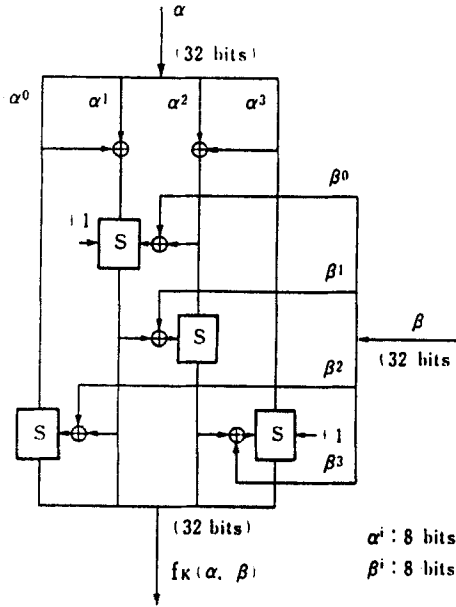 α
(32 bits)
α⁰ α¹ α² α³
β⁰
+1
S
β¹
S
β
(32 bits
β²
S
S
+1
β³
(32 bits)
fK(α, β)
αⁱ : 8 bits
βⁱ : 8 bits